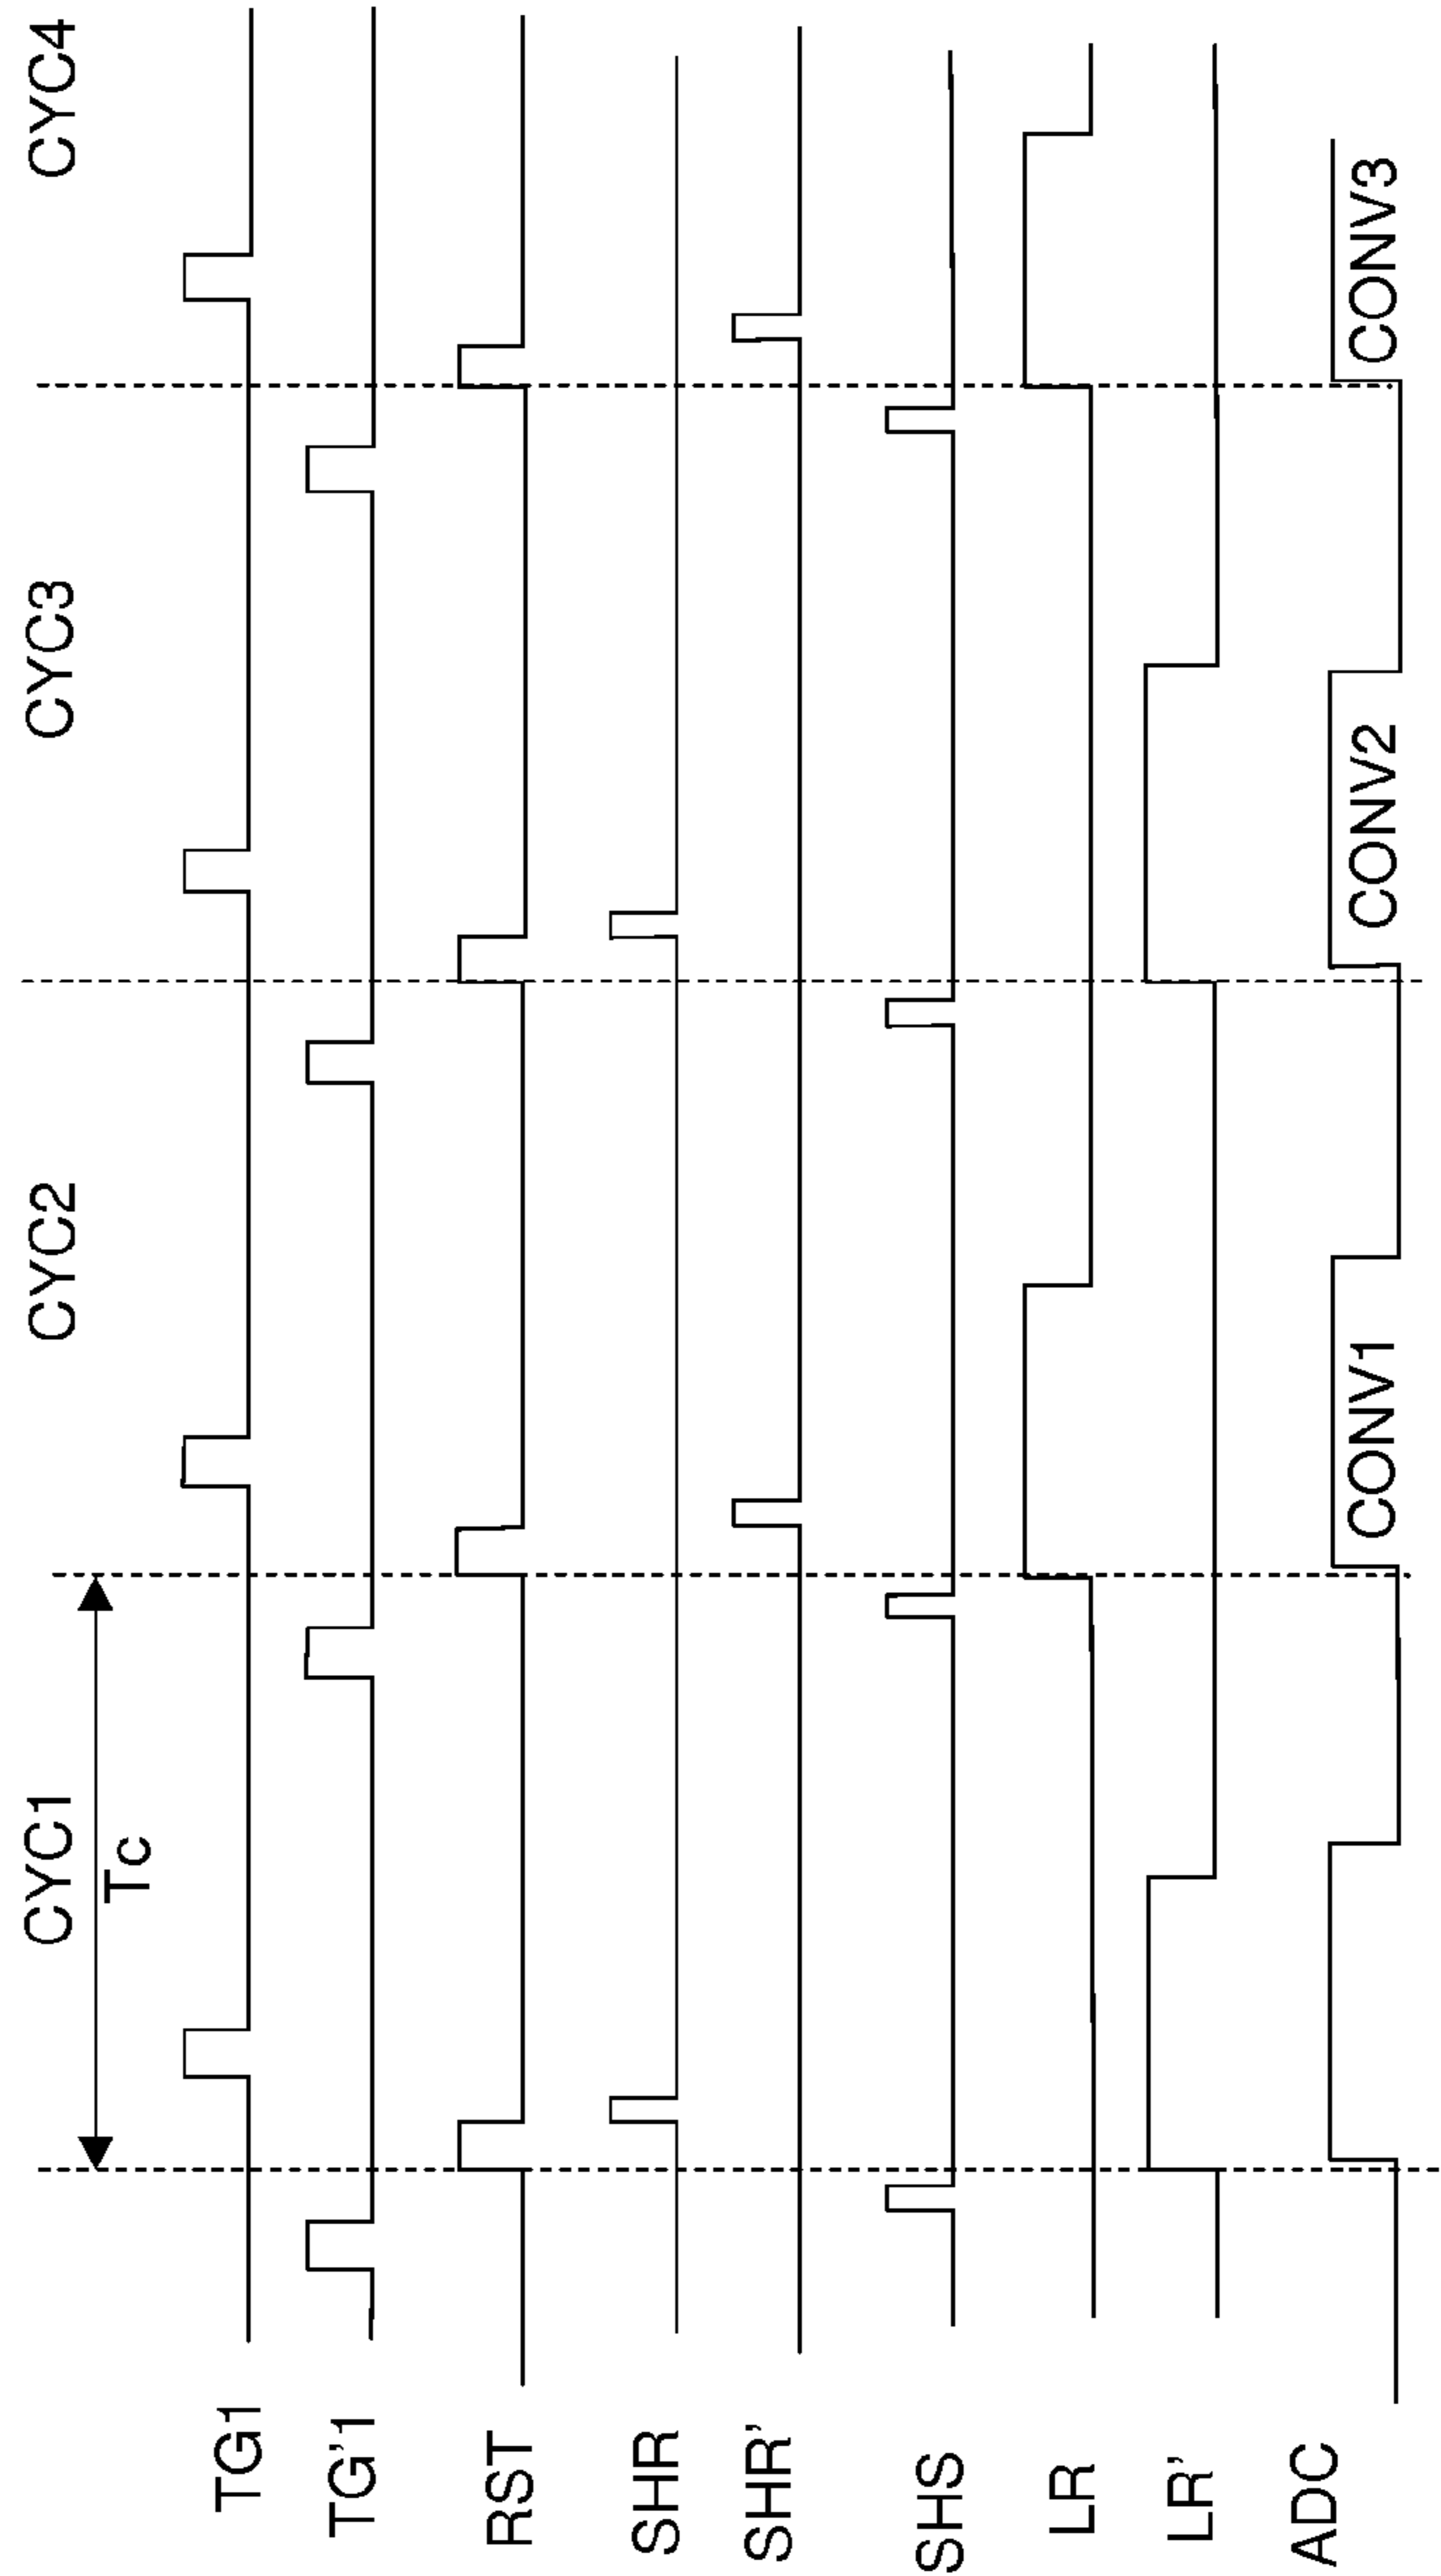 CYC1
CYC2
CYC3
CYC4
Tc
TG1
TG'1
RST
SHR
SHR'
SHS
LR
LR'
ADC
CONV1
CONV2
CONV3